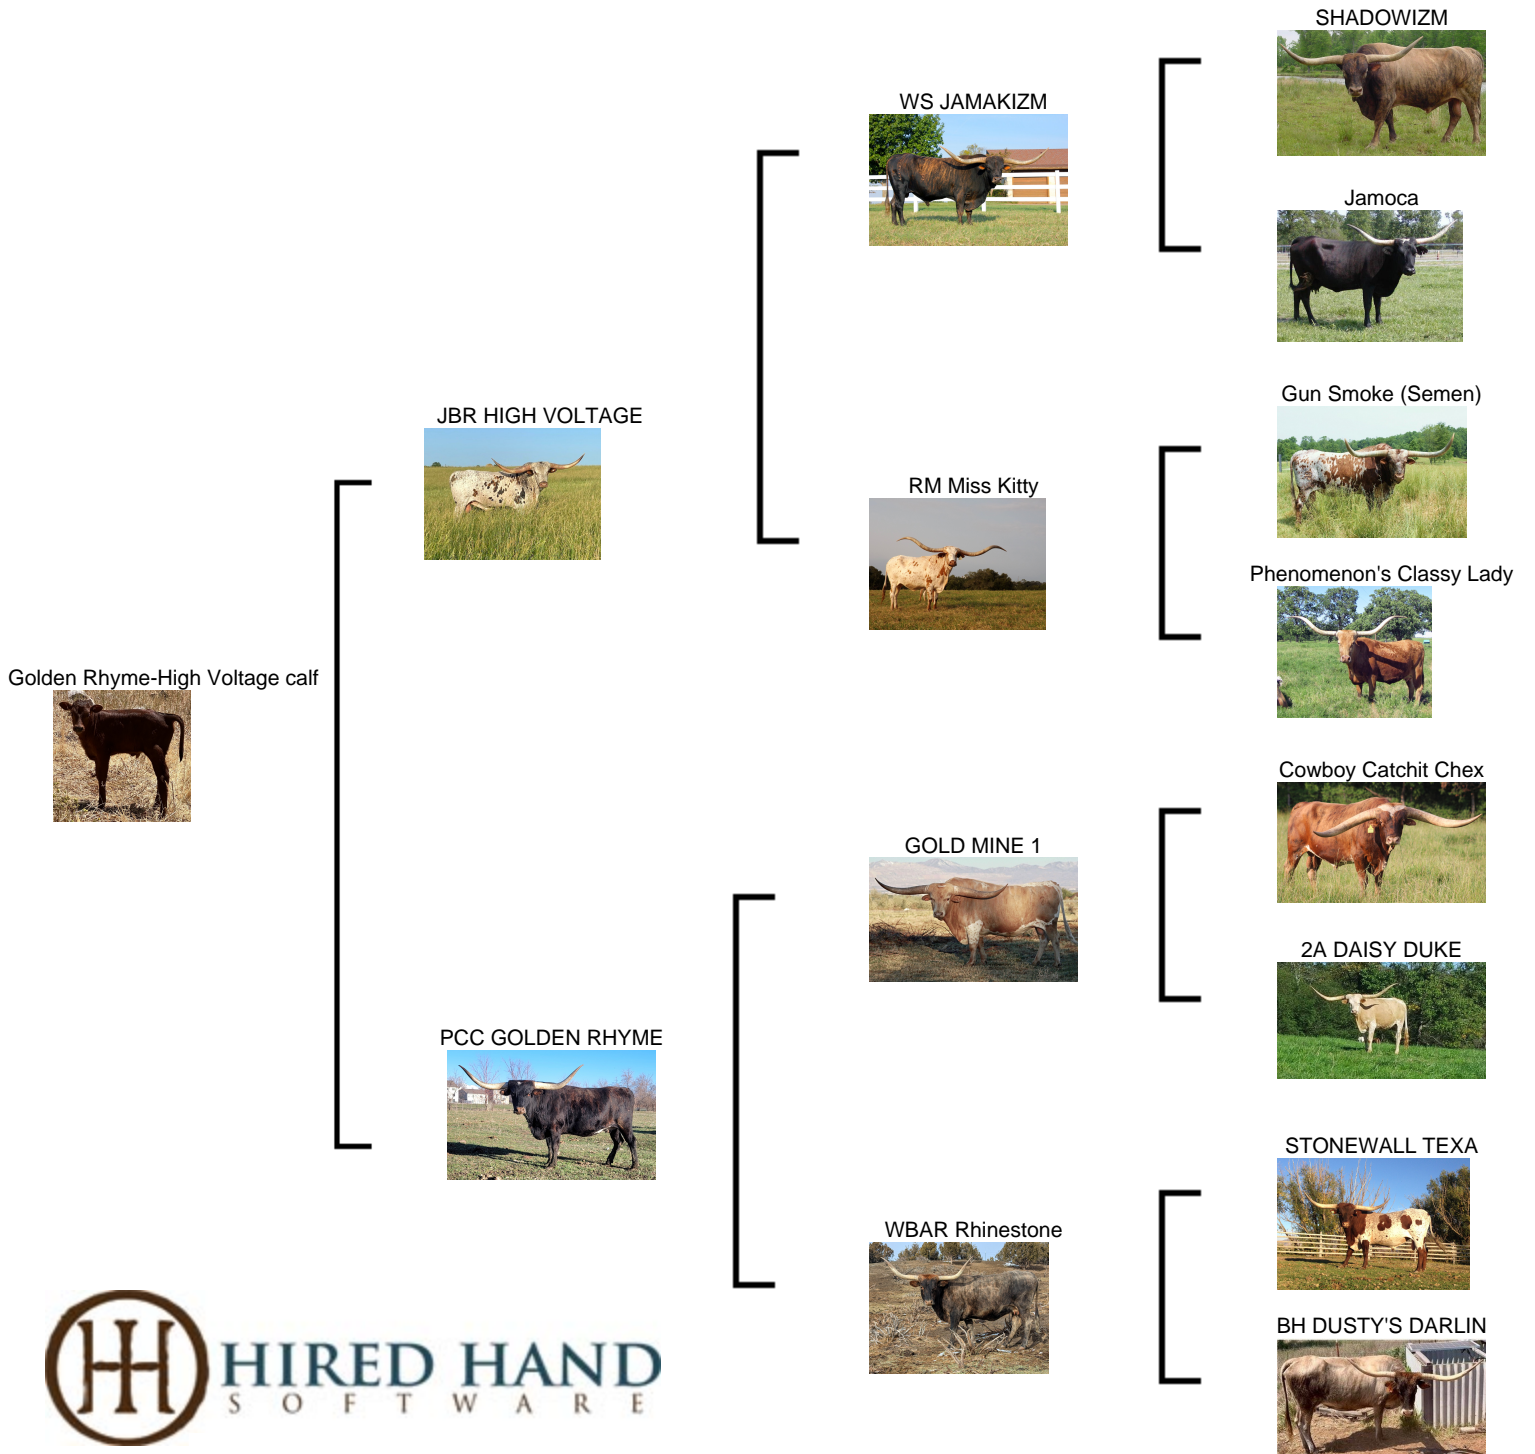 SHADOWIZM
WS JAMAKIZM
Jamoca
Gun Smoke (Semen)
JBR HIGH VOLTAGE
RM Miss Kitty
Phenomenon's Classy Lady
Golden Rhyme-High Voltage calf
Cowboy Catchit Chex
GOLD MINE 1
2A DAISY DUKE
PCC GOLDEN RHYME
STONEWALL TEXA
WBAR Rhinestone
BH DUSTY'S DARLIN
HIRED HAND
SOFTWARE